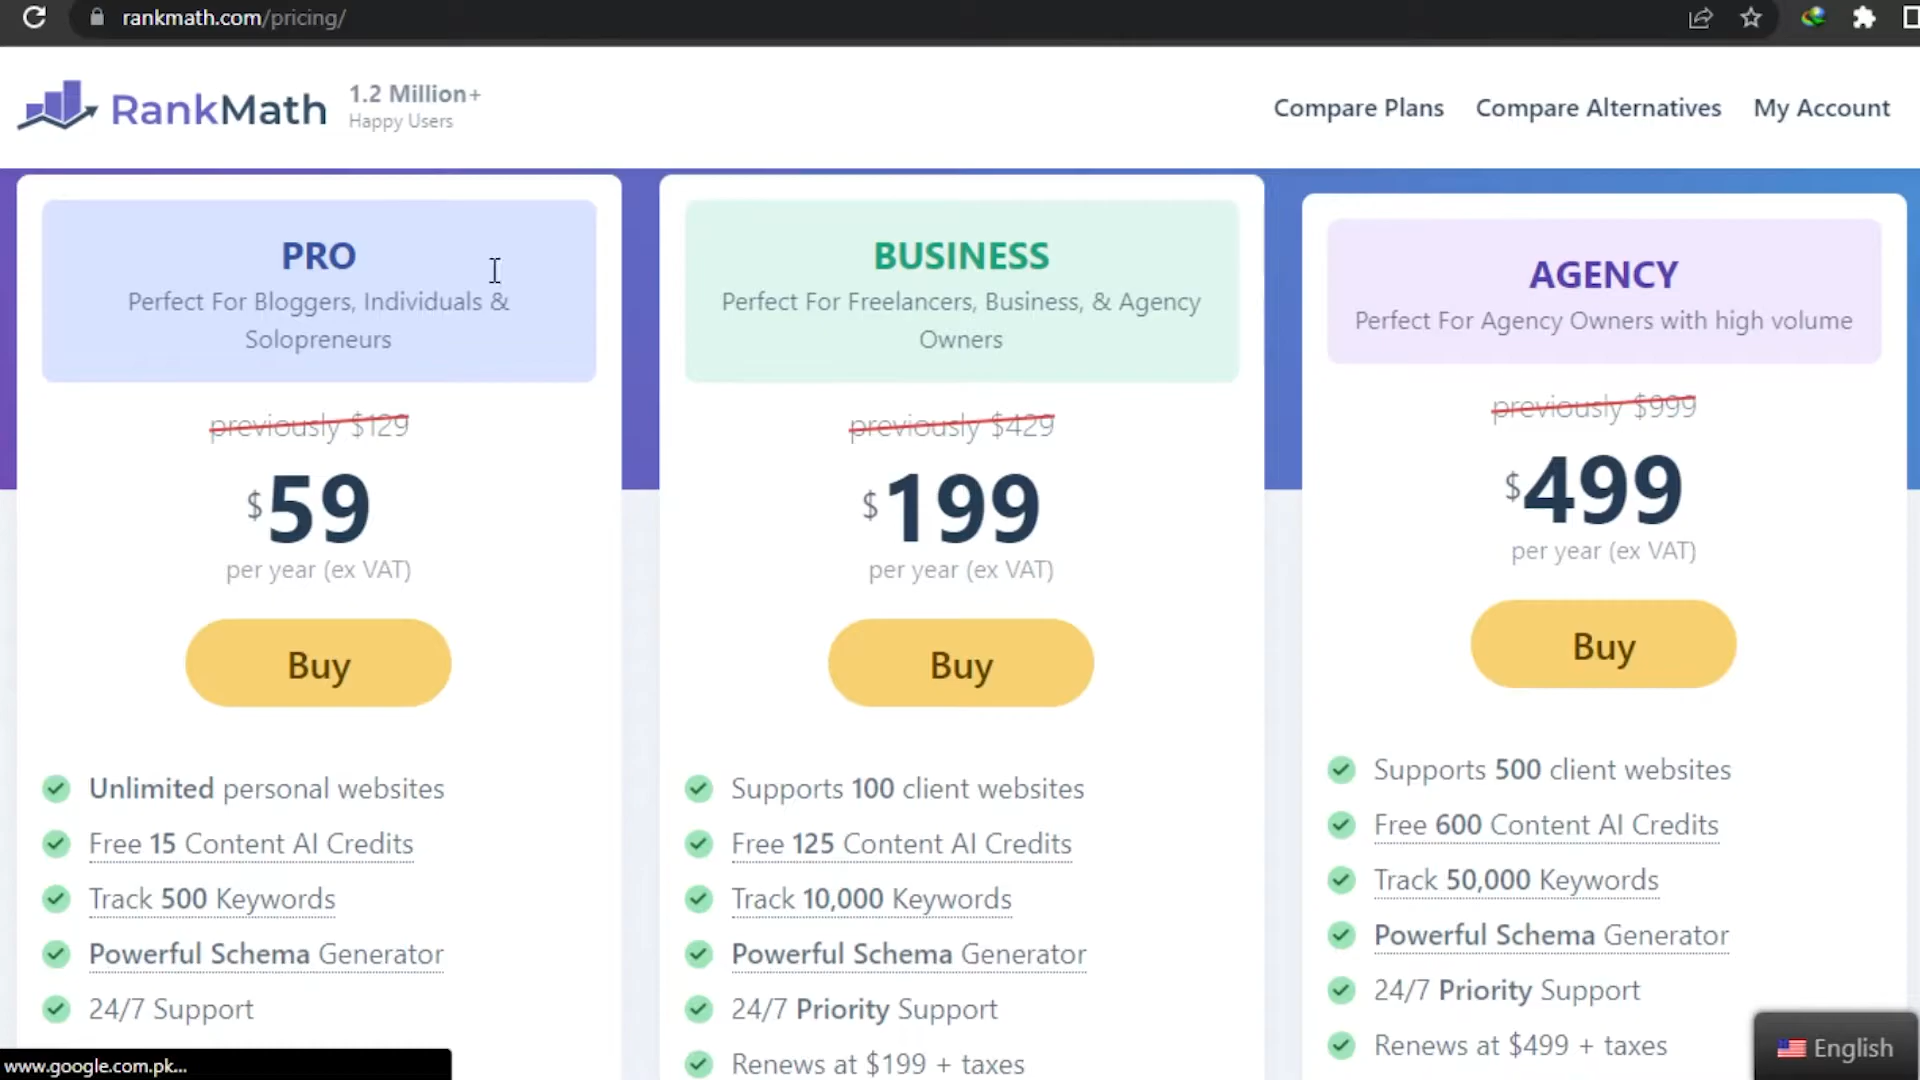 rankmath.com/pricing/
RankMath
1.2 Million+
Happy Users
Compare Plans
Compare Alternatives
My Account
PRO
Perfect For Bloggers, Individuals &
Solopreneurs
previously $129
$59
per year (ex VAT)
Buy
Unlimited personal websites
Free 15 Content AI Credits
Track 500 Keywords
Powerful Schema Generator
24/7 Support
BUSINESS
Perfect For Freelancers, Business, & Agency
Owners
previously $429
$199
per year (ex VAT)
Buy
Supports 100 client websites
Free 125 Content AI Credits
Track 10,000 Keywords
Powerful Schema Generator
24/7 Priority Support
Renews at $199 + taxes
AGENCY
Perfect For Agency Owners with high volume
previously $999
$499
per year (ex VAT)
Buy
Supports 500 client websites
Free 600 Content AI Credits
Track 50,000 Keywords
Powerful Schema Generator
24/7 Priority Support
Renews at $499 + taxes
English
www.google.com.pk...